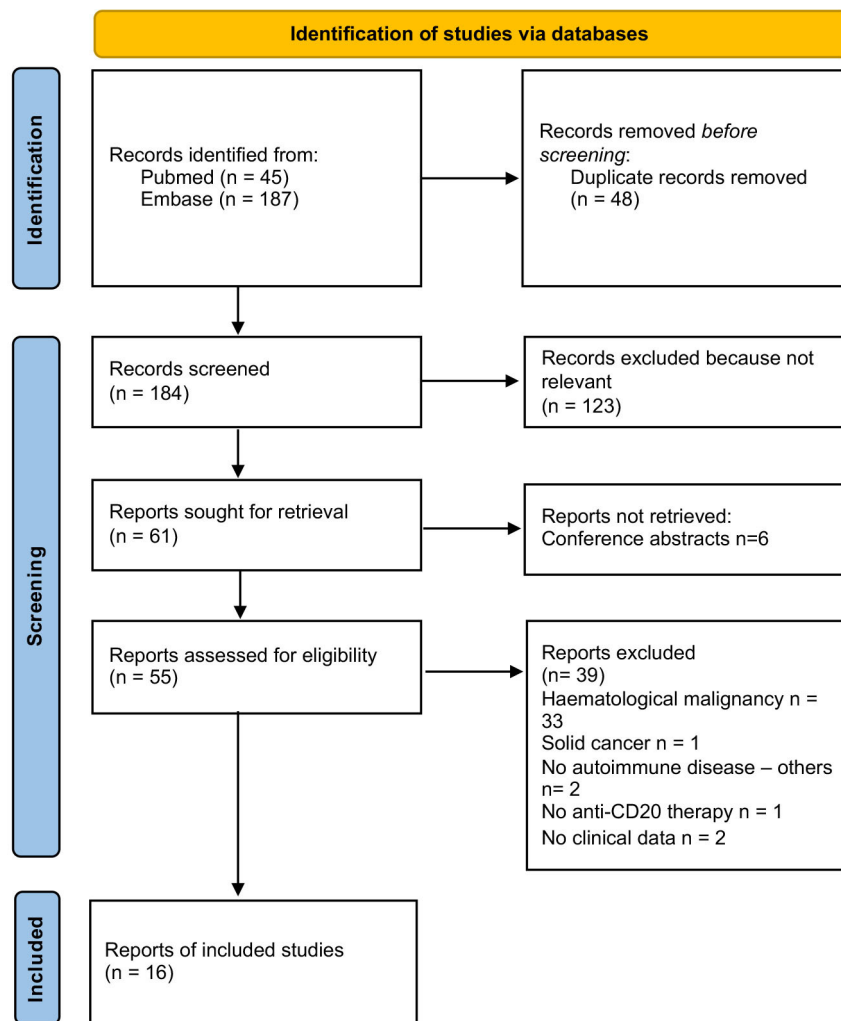 Identification of studies via databases
Identification
Records identified from:
Pubmed (n = 45)
Embase (n = 187)
Records removed before
screening:
Duplicate records removed
(n = 48)
Screening
Records screened
(n = 184)
Records excluded because not
relevant
(n = 123)
Reports sought for retrieval
(n = 61)
Reports not retrieved:
Conference abstracts n=6
Reports assessed for eligibility
(n = 55)
Reports excluded
(n= 39)
Haematological malignancy n =
33
Solid cancer n = 1
No autoimmune disease – others
n= 2
No anti-CD20 therapy n = 1
No clinical data n = 2
Included
Reports of included studies
(n = 16)